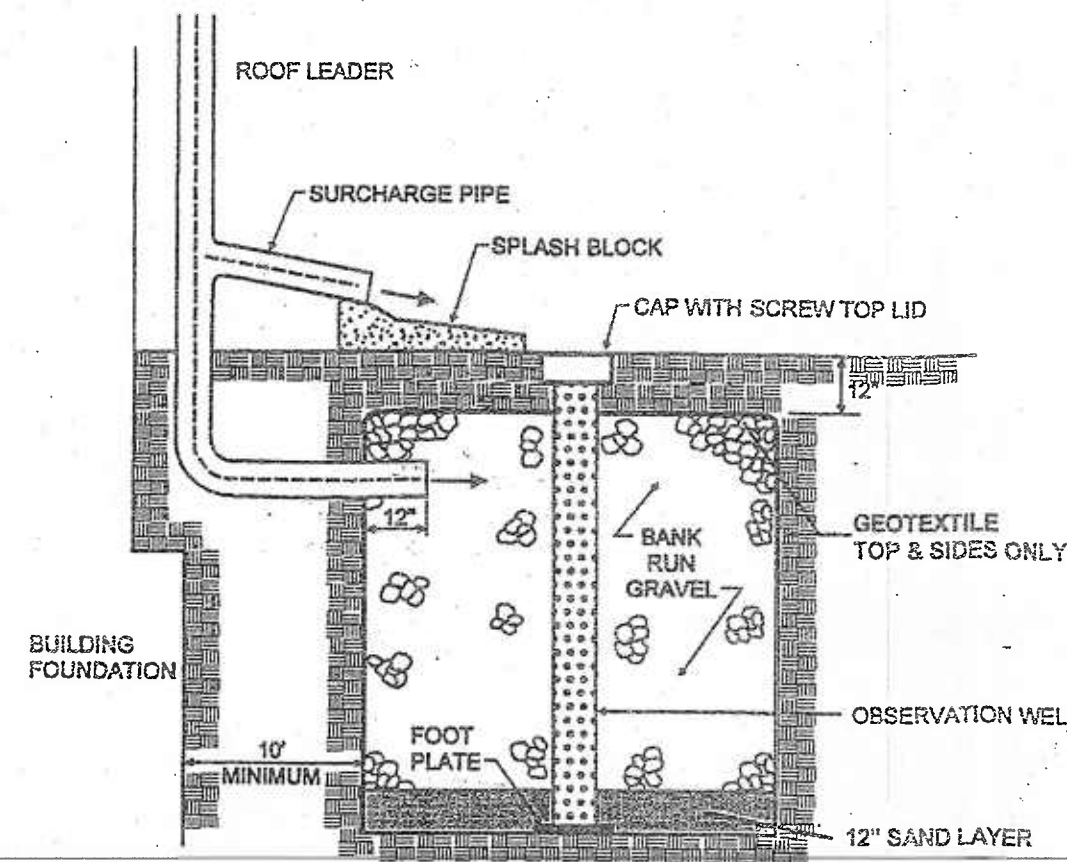 ROOF LEADER
SURCHARGE PIPE
SPLASH BLOCK
CAP WITH SCREW TOP LID
12"
12"
BANK
RUN
GRAVEL
GEOTEXTILE
TOP & SIDES ONLY
BUILDING
FOUNDATION
OBSERVATION WEL
FOOT
PLATE
10'
MINIMUM
12" SAND LAYER